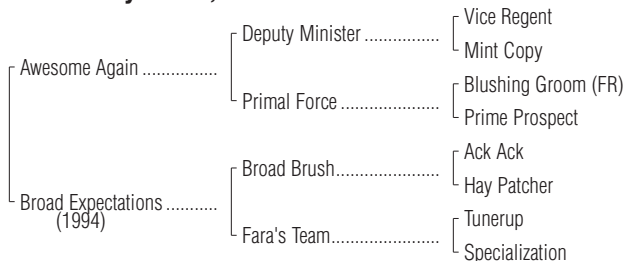 Vice Regent
Deputy Minister ................
Mint Copy
Awesome Again ................
Blushing Groom (FR)
Primal Force .....................
Prime Prospect
Ack Ack
Broad Brush......................
Hay Patcher
Broad Expectations ...........
(1994)
Tunerup
Fara's Team.......................
Specialization